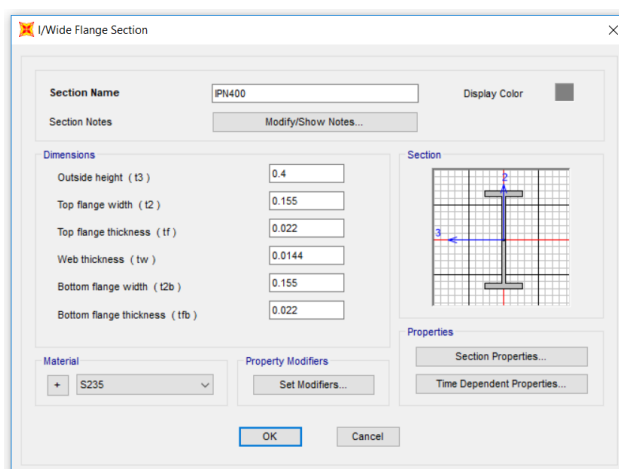 I/Wide Flange Section
Section Name IPN400 Display Color
Section Notes Modify/Show Notes...
Dimensions
Outside height ( t3 ) 0.4
Top flange width ( t2 ) 0.155
Top flange thickness ( tf ) 0.022
Web thickness ( tw ) 0.0144
Bottom flange width ( t2b ) 0.155
Bottom flange thickness ( tfb ) 0.022
Section
2
3
Material
+ S235
Property Modifiers
Set Modifiers...
Properties
Section Properties...
Time Dependent Properties...
OK Cancel